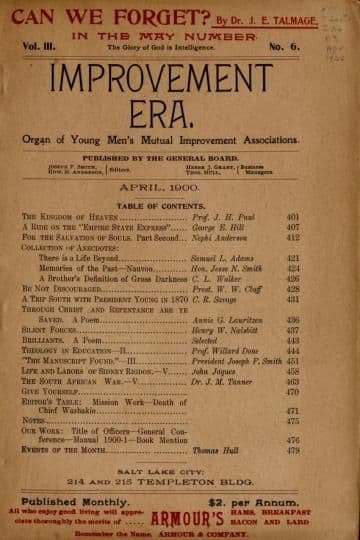 CAN WE FORGET? By Dr. J. E. TALMAGE,
IN THE MAY NUMBER.
Vol. III. The Glory of God is Intelligence. No. 6.
IMPROVEMENT
ERA.
Organ of Young Men's Mutual Improvement Associations.
PUBLISHED BY THE GENERAL BOARD.
JOSEPH F. SMITH, EDW. H. ANDERSON, } Editors. HEBER J. GRANT, THOS. HULL, } Business Managers.
APRIL, 1900.
TABLE OF CONTENTS.
THE KINGDOM OF HEAVEN Prof. J. H. Paul 401
A RIDE ON THE "EMPIRE STATE EXPRESS" George E. Hill 407
FOR THE SALVATION OF SOULS. Part Second Nephi Anderson 412
COLLECTION OF ANECDOTES:
There is a Life Beyond Samuel L. Adams 421
Memories of the Past—Nauvoo Hon. Jesse N. Smith 424
A Brother's Definition of Gross Darkness C. L. Walker 426
BE NOT DISCOURAGED Prest. W. W. Cluff 428
A TRIP SOUTH WITH PRESIDENT YOUNG IN 1870 C. R. Savage 431
THROUGH CHRIST AND REPENTANCE ARE YE
SAVED. A Poem Annie G. Lauritzen 436
SILENT FORCES Henry W. Naisbitt 437
BRILLIANTS. A Poem Selected 443
THEOLOGY IN EDUCATION—II. Prof. Willard Done 444
"THE MANUSCRIPT FOUND."—III. President Joseph F. Smith 451
LIFE AND LABORS OF SIDNEY RIGDON.—V. John Jaques 458
THE SOUTH AFRICAN WAR.—V. Dr. J. M. Tanner 463
GIVE YOURSELF 470
EDITOR'S TABLE: Mission Work—Death of
Chief Washakie 471
NOTES 475
OUR WORK: Title of Officers—General Con-
ference—Manual 1900-1—Book Mention 476
EVENTS OF THE MONTH Thomas Hull 479
SALT LAKE CITY:
214 AND 215 TEMPLETON BLDG.
Published Monthly. $2. per Annum.
All who enjoy good living will appre-
ciate thoroughly the merits of ARMOUR'S HAMS, BREAKFAST BACON AND LARD
Remember the Name, ARMOUR & COMPANY.